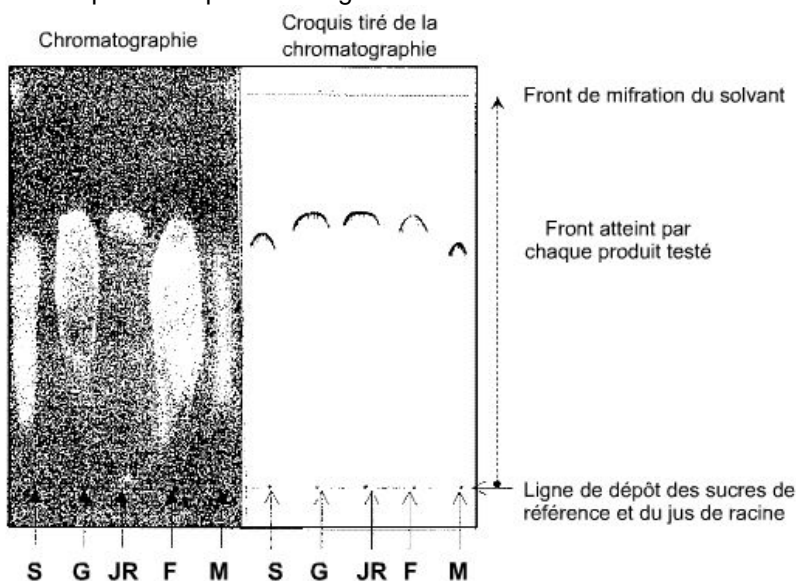 Chromatographie
Croquis tiré de la
chromatographie
Front de mifration du solvant
Front atteint par
chaque produit testé
Ligne de dépôt des sucres de
référence et du jus de racine
S G JR F M S G JR F M